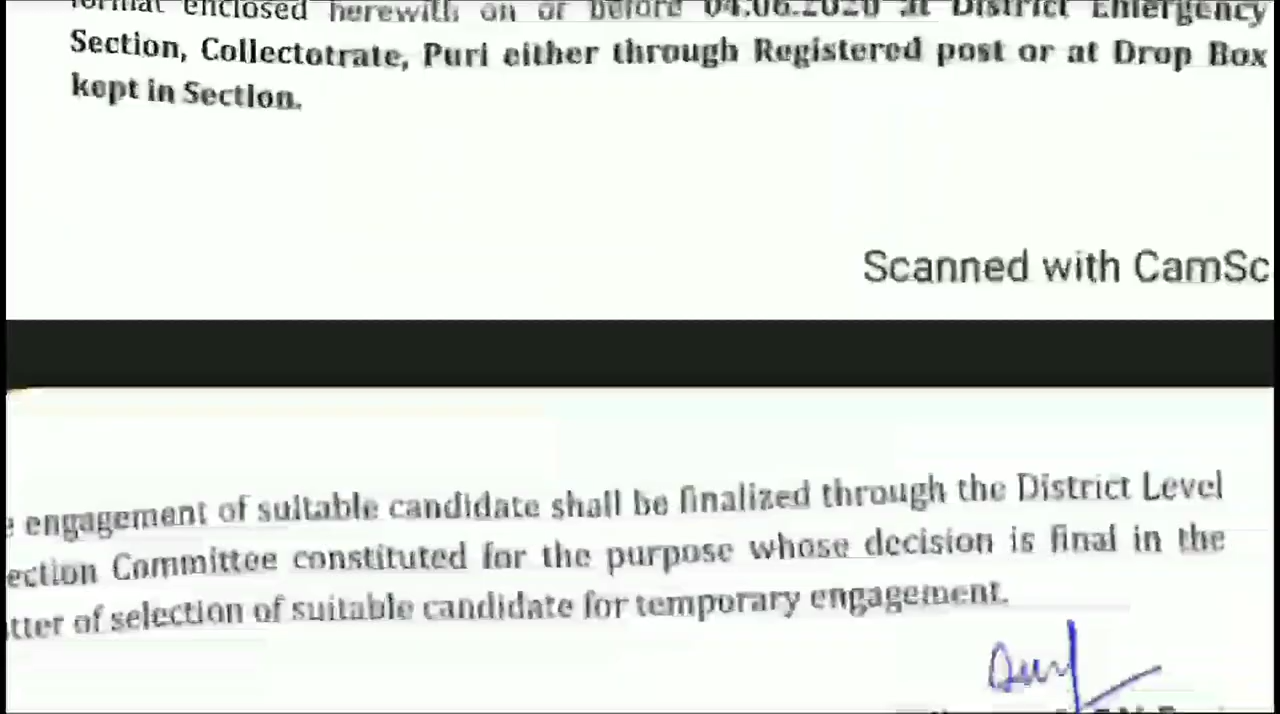 format enclosed herewith on or before 04.06.2020 at District Emergency
Section, Collectotrate, Puri either through Registered post or at Drop Box
kept in Section.
Scanned with CamSc
engagement of suitable candidate shall be finalized through the District Level
ection Committee constituted for the purpose whose decision is final in the
tter of selection of suitable candidate for temporary engagement.